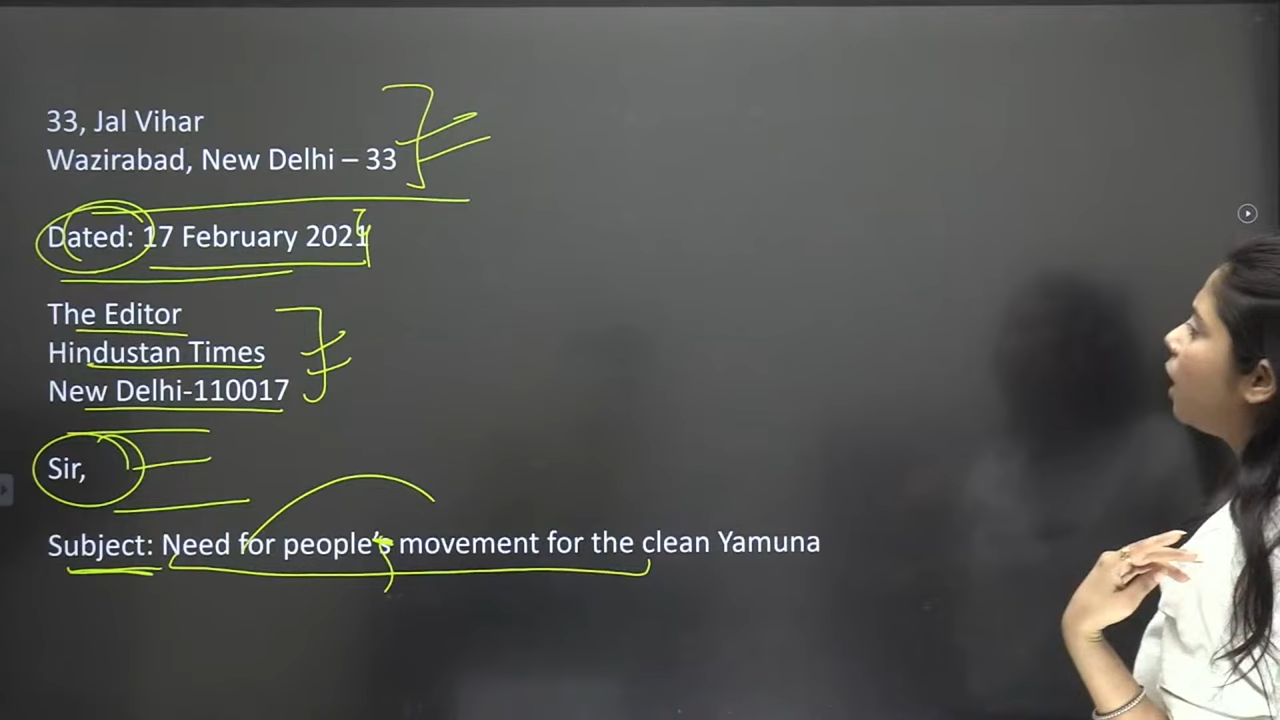 33, Jal Vihar
Wazirabad, New Delhi – 33
Dated: 17 February 2021
The Editor
Hindustan Times
New Delhi-110017
Sir,
Subject: Need for people's movement for the clean Yamuna